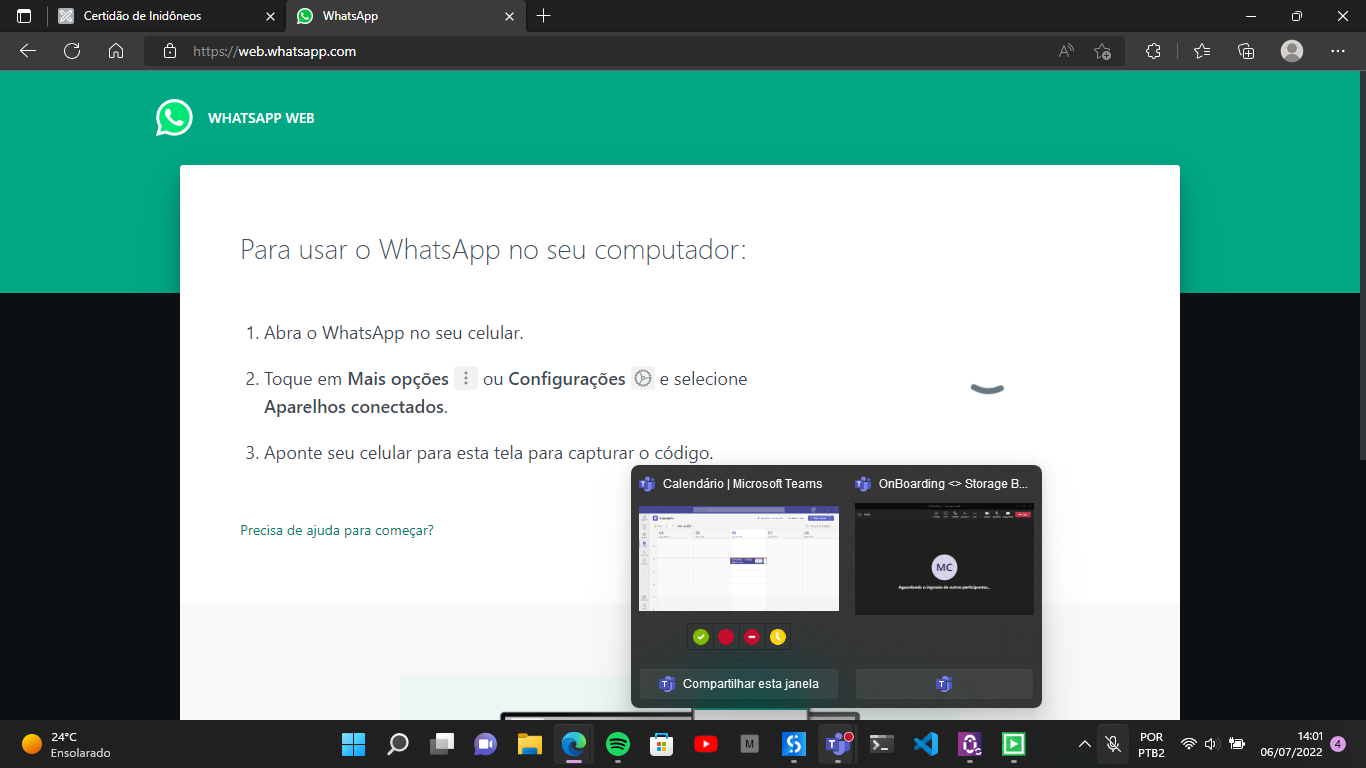 Certidão de Inidôneos
WhatsApp
https://web.whatsapp.com
WHATSAPP WEB
Para usar o WhatsApp no seu computador:
1. Abra o WhatsApp no seu celular.
2. Toque em Mais opções ou Configurações e selecione
Aparelhos conectados.
3. Aponte seu celular para esta tela para capturar o código.
Precisa de ajuda para começar?
Calendário | Microsoft Teams
OnBoarding <> Storage B...
MC
Aguardando o ingresso de outros participantes...
Compartilhar esta janela
24°C
Ensolarado
POR
PTB2
14:01
06/07/2022
4